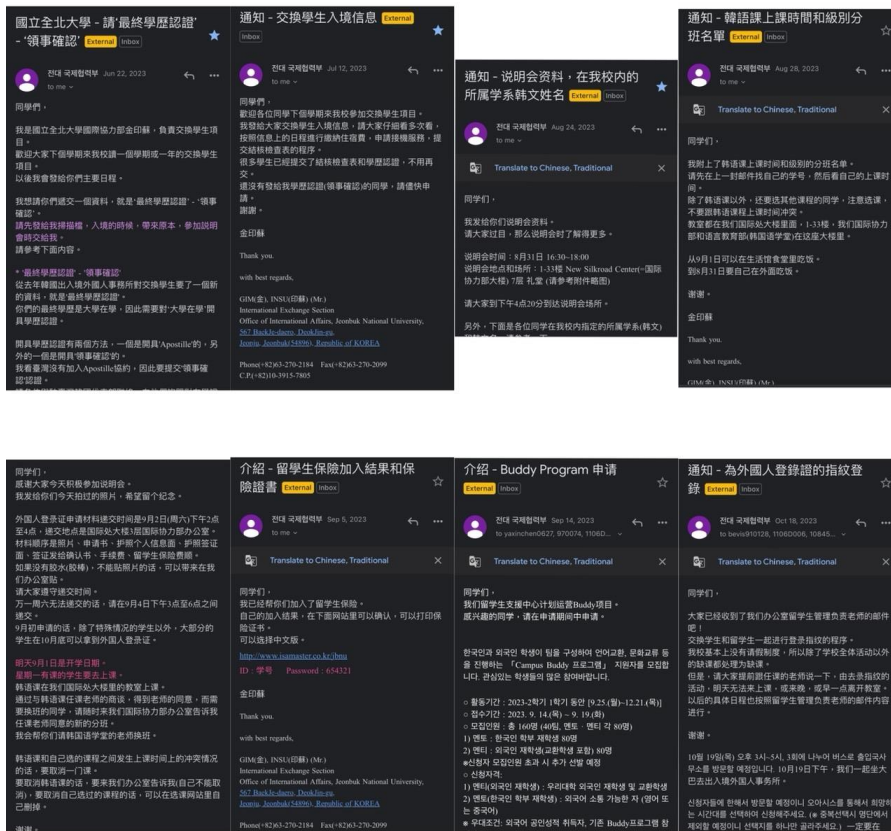 國立全北大學 - 請'最終學歷認證'
- '領事確認' External Inbox
전대 국제협력부 Jun 22, 2023
to me
同學們，
我是國立全北大學國際協力部金印蘇，負責交換學生項
目。
歡迎大家下個學期來我校讀一個學期或一年的交換學生
項目。
以後我會發給你們主要日程。
我想請你們遞交一個資料，就是'最終學歷認證' - '領事
確認'。
請先發給我掃描檔，入境的時候，帶來原本，參加説明
會時交給我。
請參考下面內容。
* '最終學歷認證' - '領事確認'
從去年韓國出入境外國人事務所對交換學生要了一個新
的資料，就是'最終學歷認證'。
你們的最終學歷是大學在學，因此需要對'大學在學'開
具學歷認證。
開具學歷認證有兩個方法，一個是開具'Apostille'的，另
外的一個是開具'領事確認'的。
我看臺灣沒有加入Apostille協約，因此要提交'領事確
認'認證。
通知 - 交換學生入境信息 External
Inbox
전대 국제협력부 Jul 12, 2023
to me
同學們，
歡迎各位同學下個學期來我校參加交換學生項目。
我發給大家交換學生入境信息，請大家仔細看多次看，
按照信息上的日程進行繳納住宿費，申請接機服務，提
交結核檢查表的程序。
很多學生已經提交了結核檢查表和學歷認證，不用再
交。
還沒有發給我學歷認證(領事確認)的同學，請儘快申
請。
謝謝。
金印蘇
Thank you.
with best regards,
GIM(金), INSU(印蘇) (Mr.)
International Exchange Section
Office of International Affairs, Jeonbuk National University,
567 BaekJe-daero, DeokJin-gu,
Jeonju, Jeonbuk(54896), Republic of KOREA
Phone(+82)63-270-2184 Fax(+82)63-270-2099
C.P.(+82)10-3915-7805
通知 - 说明会资料，在我校内的
所属学系韩文姓名 External Inbox
전대 국제협력부 Aug 24, 2023
to me
Translate to Chinese, Traditional
同学们，
我发给你们说明会资料。
请大家过目，那么说明会时了解得更多。
说明会时间：8月31日 16:30-18:00
说明会地点和场所：1-33楼 New Silkroad Center(=国际
协力部大楼) 7层 礼堂 (请参考附件略图)
请大家到下午4点20分到达说明会场所。
另外，下面是各位同学在我校内指定的所属学系(韩文)
通知 - 韓語課上課時間和級別分
班名單 External Inbox
전대 국제협력부 Aug 28, 2023
to me
Translate to Chinese, Traditional
同学们，
我附上了韩语课上课时间和级别的分班名单。
请先在上一封邮件找自己的学号，然后看自己的上课时
间。
除了韩语课以外，还要选其他课程的同学，注意选课，
不要跟韩语课程上课时间冲突。
教室都在我们国际处大楼里面，1-33楼，我们国际协力
部和语言教育部(韩国语学堂)在这座大楼里。
从9月1日可以在生活馆食堂里吃饭。
到8月31日要自己在外面吃饭。
谢谢。
金印蘇
Thank you.
with best regards,
GIM(金), INSU(印蘇) (Mr.)
同学们，
感谢大家今天积极参加说明会。
我发给你们今天拍过的照片，希望留个纪念。
外国人登录证申请材料递交时间是9月2日(周六)下午2点
至4点，递交地点是国际处大楼3层国际协力部办公室。
材料顺序是照片、申请书、护照个人信息面、护照签证
面、签证发给确认书、手续费、留学生保险费顺。
如果没有胶水(胶棒)，不能贴照片的话，可以带来在我
们办公室贴。
请大家遵守递交时间。
万一周六无法递交的话，请在9月4日下午3点至6点之间
递交。
9月初申请的话，除了特殊情况的学生以外，大部分的
学生在10月底可以拿到外国人登录证。
明天9月1日是开学日期。
星期一有课的学生要去上课。
韩语课在我们国际处大楼里的教室上课。
通过与韩语课任课老师的商谈，得到老师的同意，而需
要换班的同学，请随时来我们国际协力部办公室告诉我
任课老师同意的新的分班。
我会帮你们请韩国语学堂的老师换班。
韩语课和自己选的课程之间发生上课时间上的冲突情况
的话，要取消一门课。
要取消韩语课的话，要来我们办公室告诉我(自己不能取
消)，要取消自己选过的课程的话，可以在选课网站里自
己删掉。
谢谢。
介紹 - 留學生保險加入結果和保
險證書 External Inbox
전대 국제협력부 Sep 5, 2023
to me
Translate to Chinese, Traditional
同学们，
我已经帮你们加入了留学生保险。
自己的加入结果，在下面网站里可以确认，可以打印保
险证书。
可以选择中文版。
http://www.isamaster.co.kr/jbnu
ID : 学号 Password : 654321
金印蘇
Thank you.
with best regards,
GIM(金), INSU(印蘇) (Mr.)
International Exchange Section
Office of International Affairs, Jeonbuk National University,
567 BaekJe-daero, DeokJin-gu,
Jeonju, Jeonbuk(54896), Republic of KOREA
Phone(+82)63-270-2184 Fax(+82)63-270-2099
介绍 - Buddy Program 申请
External Inbox
전대 국제협력부 Sep 14, 2023
to yaxinchen0627, 970074, 1106D...
Translate to Chinese, Traditional
同学们，
我们留学生支援中心计划运营Buddy项目。
感兴趣的同学，请在申请期间中申请。
한국인과 외국인 학생이 팀을 구성하여 언어교환, 문화교류 등
을 진행하는 「Campus Buddy 프로그램」 지원자를 모집합
니다. 관심있는 학생들의 많은 참여바랍니다.
○ 활동기간 : 2023-2학기 1학기 동안 [9.25.(월)~12.21.(목)]
○ 접수기간 : 2023. 9. 14.(목) ~ 9. 19.(화)
○ 모집인원 : 총 160명 (40팀, 멘토 · 멘티 각 80명)
1) 멘토 : 한국인 학부 재학생 80명
2) 멘티 : 외국인 재학생(교환학생 포함) 80명
※신청자 모집인원 초과 시 추가 선발 예정
○ 신청자격:
1) 멘티(외국인 재학생) : 우리대학 외국인 재학생 및 교환학생
2) 멘토(한국인 학부 재학생) : 외국어 소통 가능한 자 (영어 또
는 중국어)
※ 우대조건: 외국어 공인성적 취득자, 기존 Buddy프로그램 참
通知 - 為外國人登錄證的指紋登
錄 External Inbox
전대 국제협력부 Oct 18, 2023
to bevis910128, 1106D006, 10845...
Translate to Chinese, Traditional
同学们，
大家已经收到了我们办公室留学生管理负责老师的邮件
吧！
交换学生和留学生一起进行登录指纹的程序。
我校基本上没有请假制度，所以除了学校全体活动以外
的缺课都处理为缺课。
但是，请大家提前跟任课的老师说一下，由去录指纹的
活动，明天无法来上课，或来晚，或早一点离开教室。
以后的具体日程也按照留学生管理负责老师的邮件内容
进行。
谢谢。
10월 19일(목) 오후 3시~5시, 3회에 나누어 버스로 출입국사
무소를 방문할 예정입니다. 10月19日下午，我们一起坐大
巴去出入境外国人事务所。
신청자들에 한해서 방문할 예정이니 오아시스를 통해서 희망하
는 시간대를 선택하여 신청해주세요. (※ 중복선택시 명단에서
제외할 예정이니 선택지를 하나만 골라주세요.) 一定要在